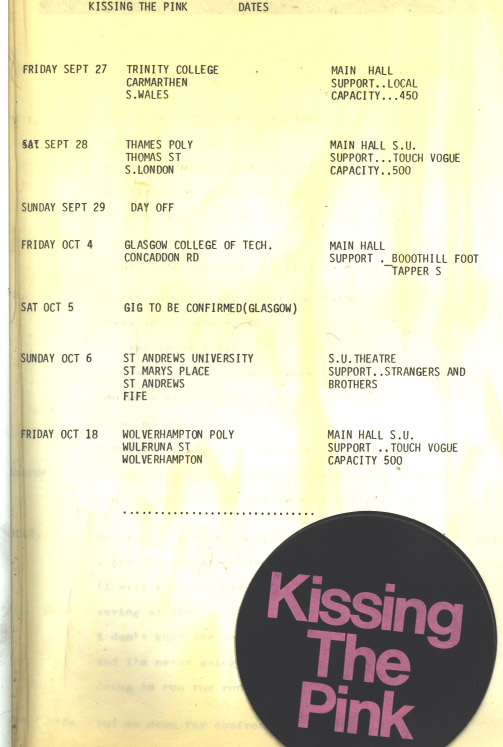 KISSING THE PINK DATES
FRIDAY SEPT 27 TRINITY COLLEGE MAIN HALL
CARMARTHEN SUPPORT..LOCAL
S.WALES CAPACITY...450
SAT SEPT 28 THAMES POLY MAIN HALL S.U.
THOMAS ST SUPPORT...TOUCH VOGUE
S.LONDON CAPACITY..500
SUNDAY SEPT 29 DAY OFF
FRIDAY OCT 4 GLASGOW COLLEGE OF TECH. MAIN HALL
CONCADDON RD SUPPORT ._BOOOTHILL FOOT
TAPPER S
SAT OCT 5 GIG TO BE CONFIRMED(GLASGOW)
SUNDAY OCT 6 ST ANDREWS UNIVERSITY S.U.THEATRE
ST MARYS PLACE SUPPORT..STRANGERS AND
ST ANDREWS BROTHERS
FIFE
FRIDAY OCT 18 WOLVERHAMPTON POLY MAIN HALL S.U.
WULFRUNA ST SUPPORT ..TOUCH VOGUE
WOLVERHAMPTON CAPACITY 500
...............................
Kissing
The
Pink
I don't
and I'm never